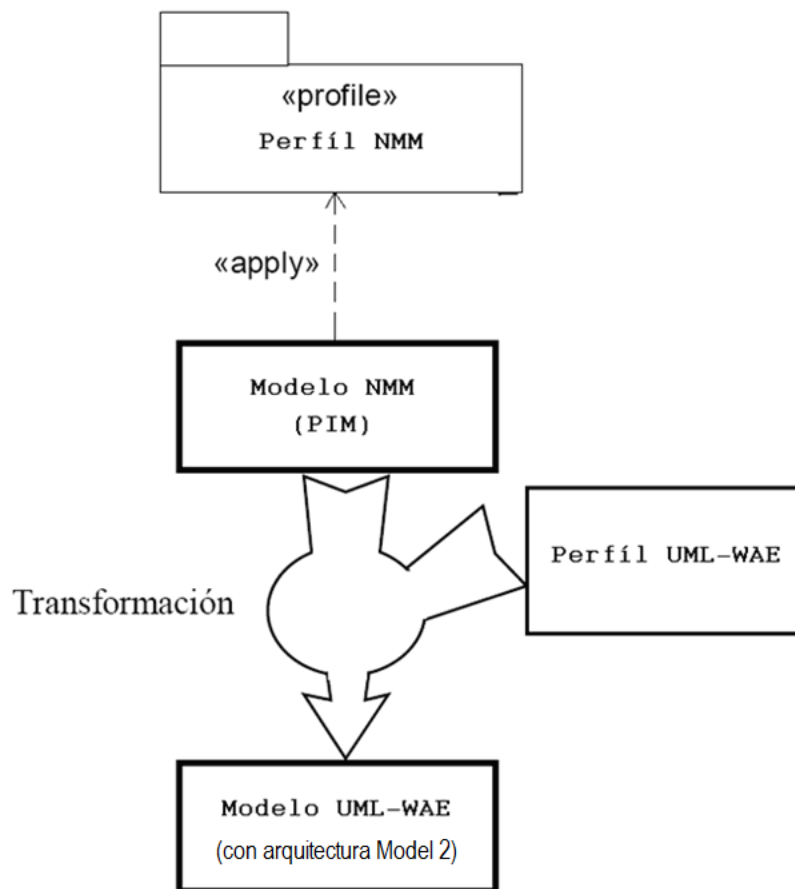 «profile»
Perfíl NMM
«apply»
Modelo NMM
(PIM)
Perfíl UML-WAE
Transformación
Modelo UML-WAE
(con arquitectura Model 2)